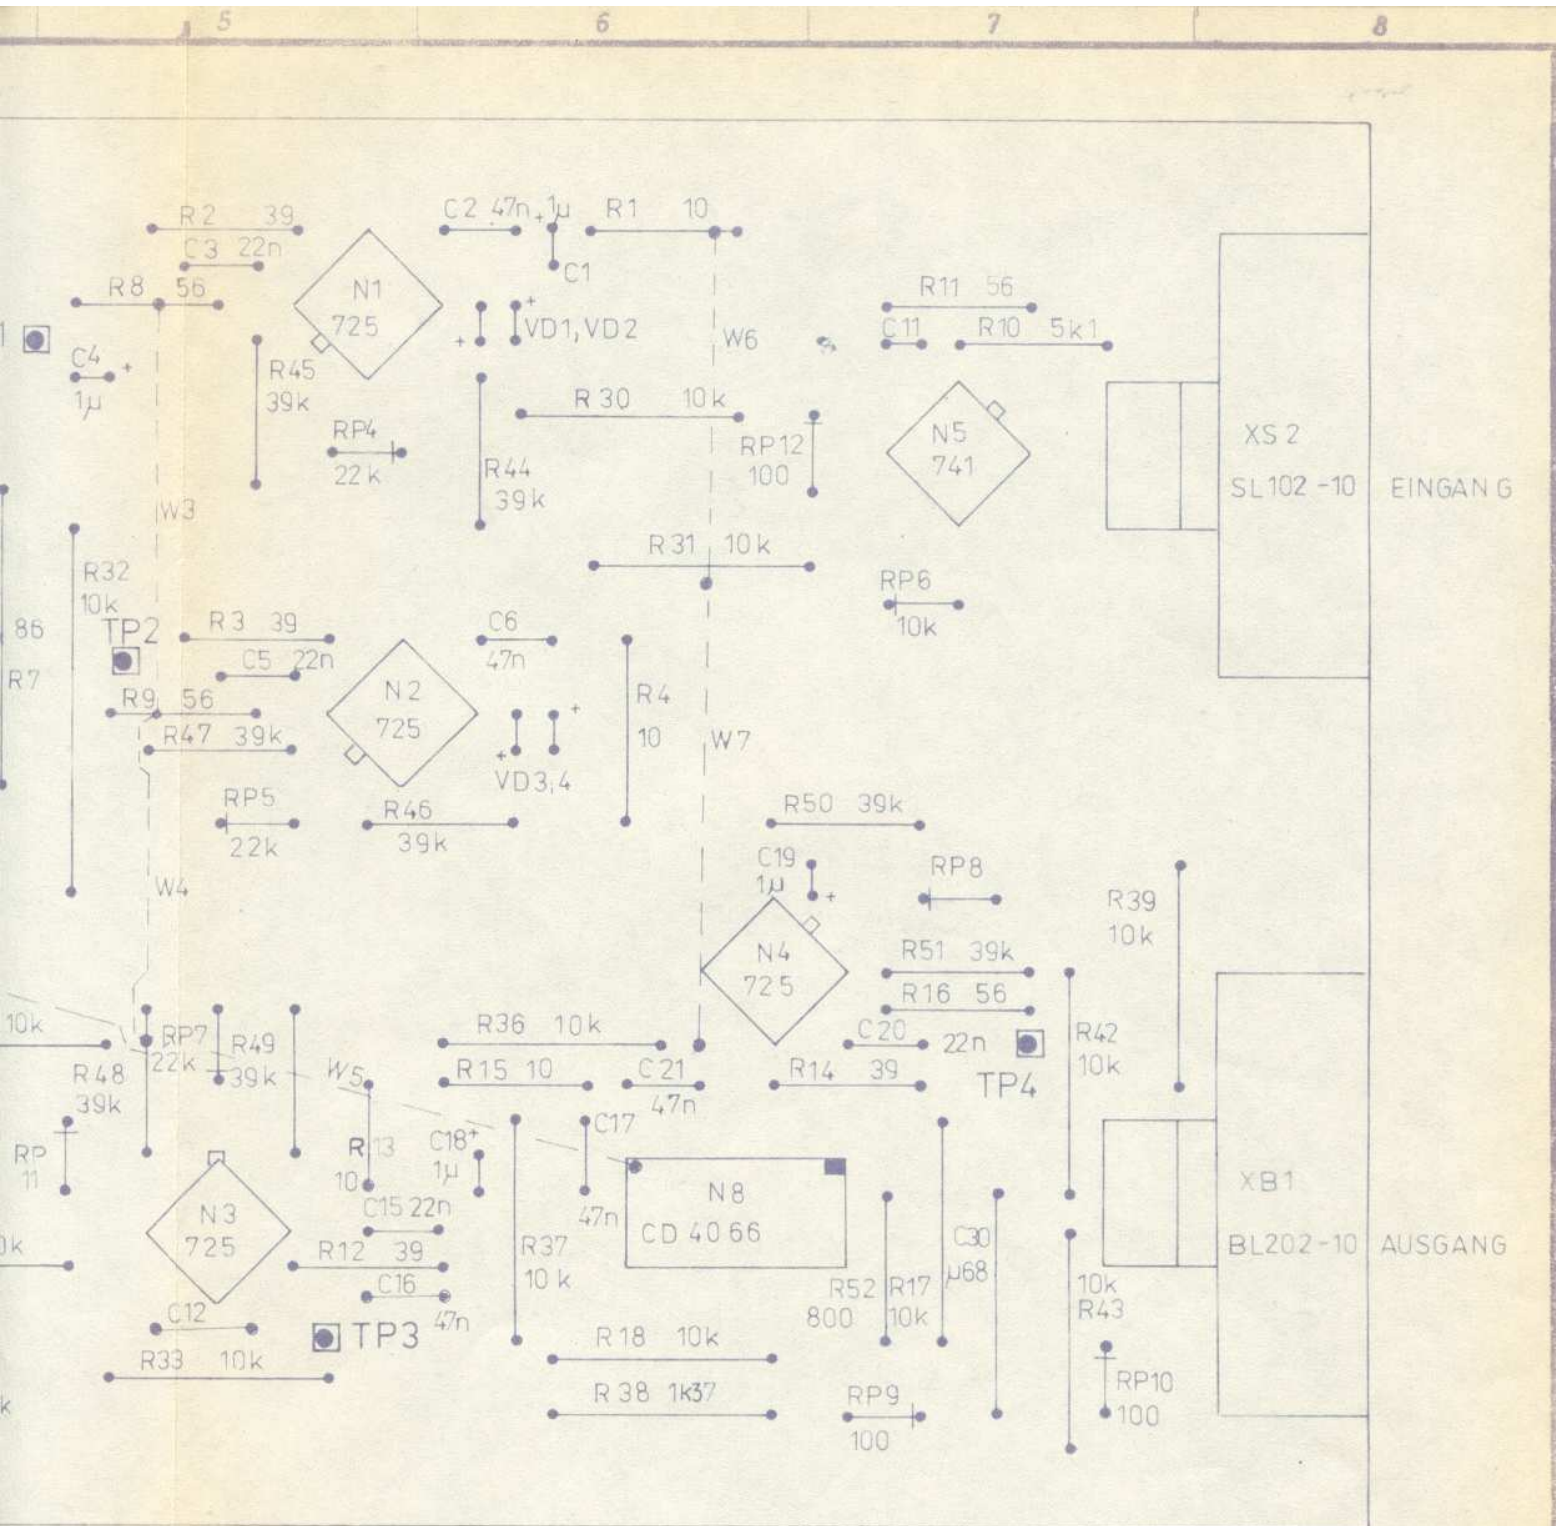 5 6 7 8
R2 39
C2 47n
+ 1µ
R1 10
C3 22n
C1
R8 56
N1
725
+
VD1,VD2
+
W6
R11 56
C11
R10 5k1
C4 +
1µ
R45
39k
R30 10k
RP4
22k
R44
39k
RP12
100
N5
741
XS2
SL102-10
EINGANG
W3
R31 10k
R32
10k
RP6
10k
TP2
R3 39
C6
47n
86
R7
C5 22n
N2
725
R4
10
R9 56
R47 39k
+
+
VD3,4
W7
RP5
22k
R46
39k
R50 39k
C19
1µ
+
RP8
W4
R39
10k
N4
725
R51 39k
R16 56
10k
RP7
22k
R49
39k
R36 10k
C20 22n
R42
10k
R48
39k
W5
R15 10
C21
47n
R14 39
TP4
RP
11
R13
10
C18+
1µ
C17
47n
N8
CD 4066
XB1
BL202-10
AUSGANG
N3
725
C15 22n
R12 39
R37
10k
C30
µ68
0k
C16
47n
R52
800
R17
10k
10k
R43
C12
TP3
R18 10k
R33 10k
R38 1k37
RP9
100
RP10
100
k